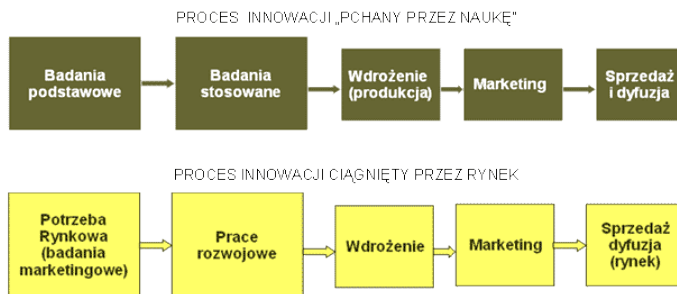 PROCES INNOWACJI „PCHANY PRZEZ NAUKĘ”
Badania
podstawowe
Badania
stosowane
Wdrożenie
(produkcja)
Marketing
Sprzedaż
i dyfuzja
PROCES INNOWACJI CIĄGNIĘTY PRZEZ RYNEK
Potrzeba
Rynkowa
(badania
marketingowe)
Prace
rozwojowe
Wdrożenie
Marketing
Sprzedaż
dyfuzja
(rynek)